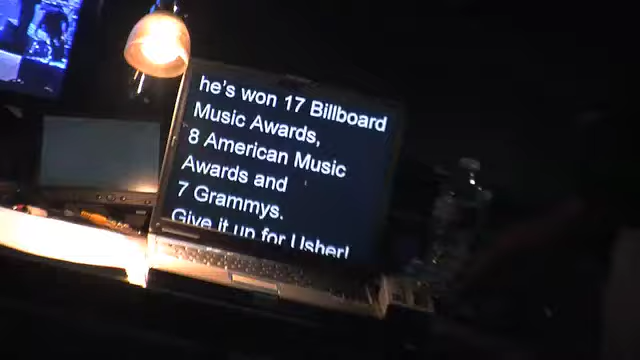 he's won 17 Billboard
Music Awards,
8 American Music
Awards and
7 Grammys.
Give it up for Usher!